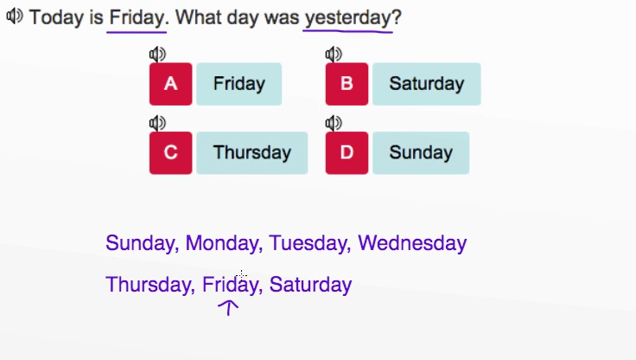 Today is Friday. What day was yesterday?
A Friday
B Saturday
C Thursday
D Sunday
Sunday, Monday, Tuesday, Wednesday
Thursday, Friday, Saturday